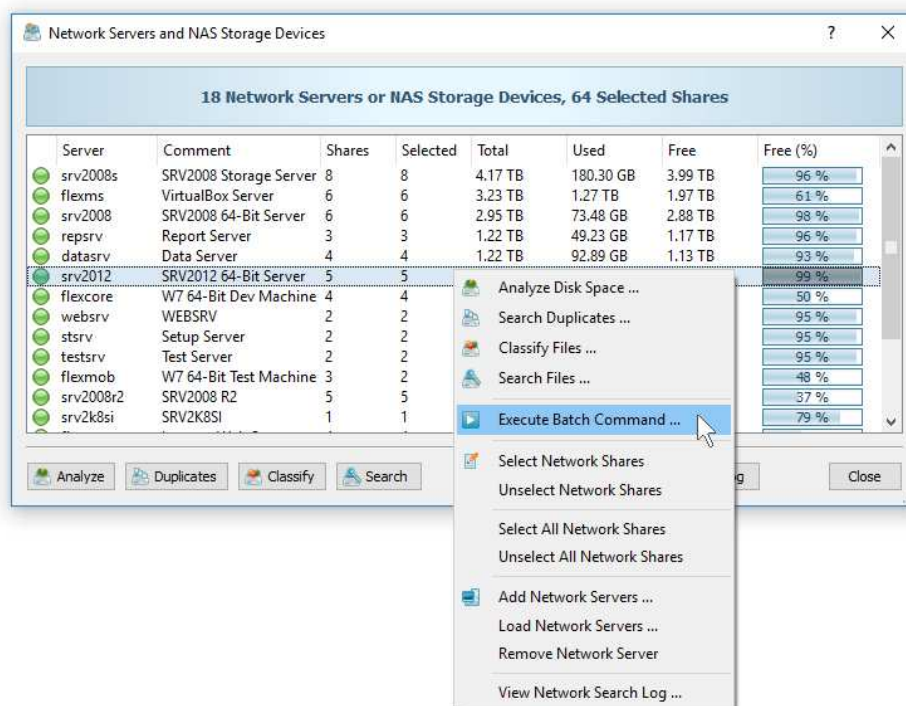 Network Servers and NAS Storage Devices
?
18 Network Servers or NAS Storage Devices, 64 Selected Shares
Server Comment Shares Selected Total Used Free Free (%)
srv2008s SRV2008 Storage Server 8 8 4.17 TB 180.30 GB 3.99 TB 96 %
flexms VirtualBox Server 6 6 3.23 TB 1.27 TB 1.97 TB 61 %
srv2008 SRV2008 64-Bit Server 6 6 2.95 TB 73.48 GB 2.88 TB 98 %
repsrv Report Server 3 3 1.22 TB 49.23 GB 1.17 TB 96 %
datasrv Data Server 4 4 1.22 TB 92.89 GB 1.13 TB 93 %
srv2012 SRV2012 64-Bit Server 5 5 99 %
flexcore W7 64-Bit Dev Machine 4 4 50 %
websrv WEBSRV 2 2 95 %
stsrv Setup Server 2 2 95 %
testsrv Test Server 2 2 95 %
flexmob W7 64-Bit Test Machine 3 2 48 %
srv2008r2 SRV2008 R2 5 5 37 %
srv2k8si SRV2K8SI 1 1 79 %
Analyze Duplicates Classify Search Close
Analyze Disk Space ...
Search Duplicates ...
Classify Files ...
Search Files ...
Execute Batch Command ...
Select Network Shares
Unselect Network Shares
Select All Network Shares
Unselect All Network Shares
Add Network Servers ...
Load Network Servers ...
Remove Network Server
View Network Search Log ...